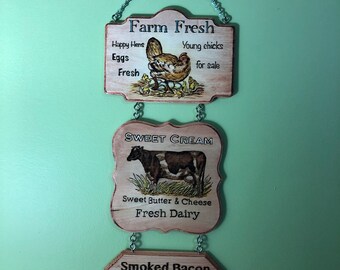 Farm Fresh
Happy Hens
Young chicks
Eggs
for sale
Fresh
SWEET CREAM
Sweet Butter & Cheese
Fresh Dairy
Smoked Bacon